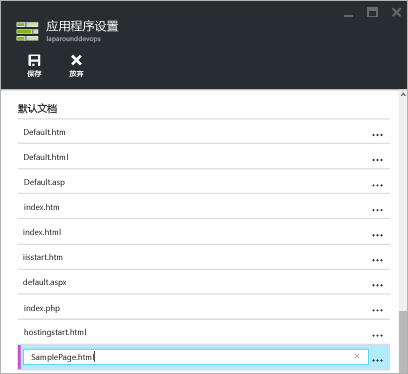 应用程序设置
laparounddevops
保存
放弃
默认文档
Default.htm
Default.html
Default.asp
index.htm
index.html
iisstart.htm
default.aspx
index.php
hostingstart.html
SamplePage.html